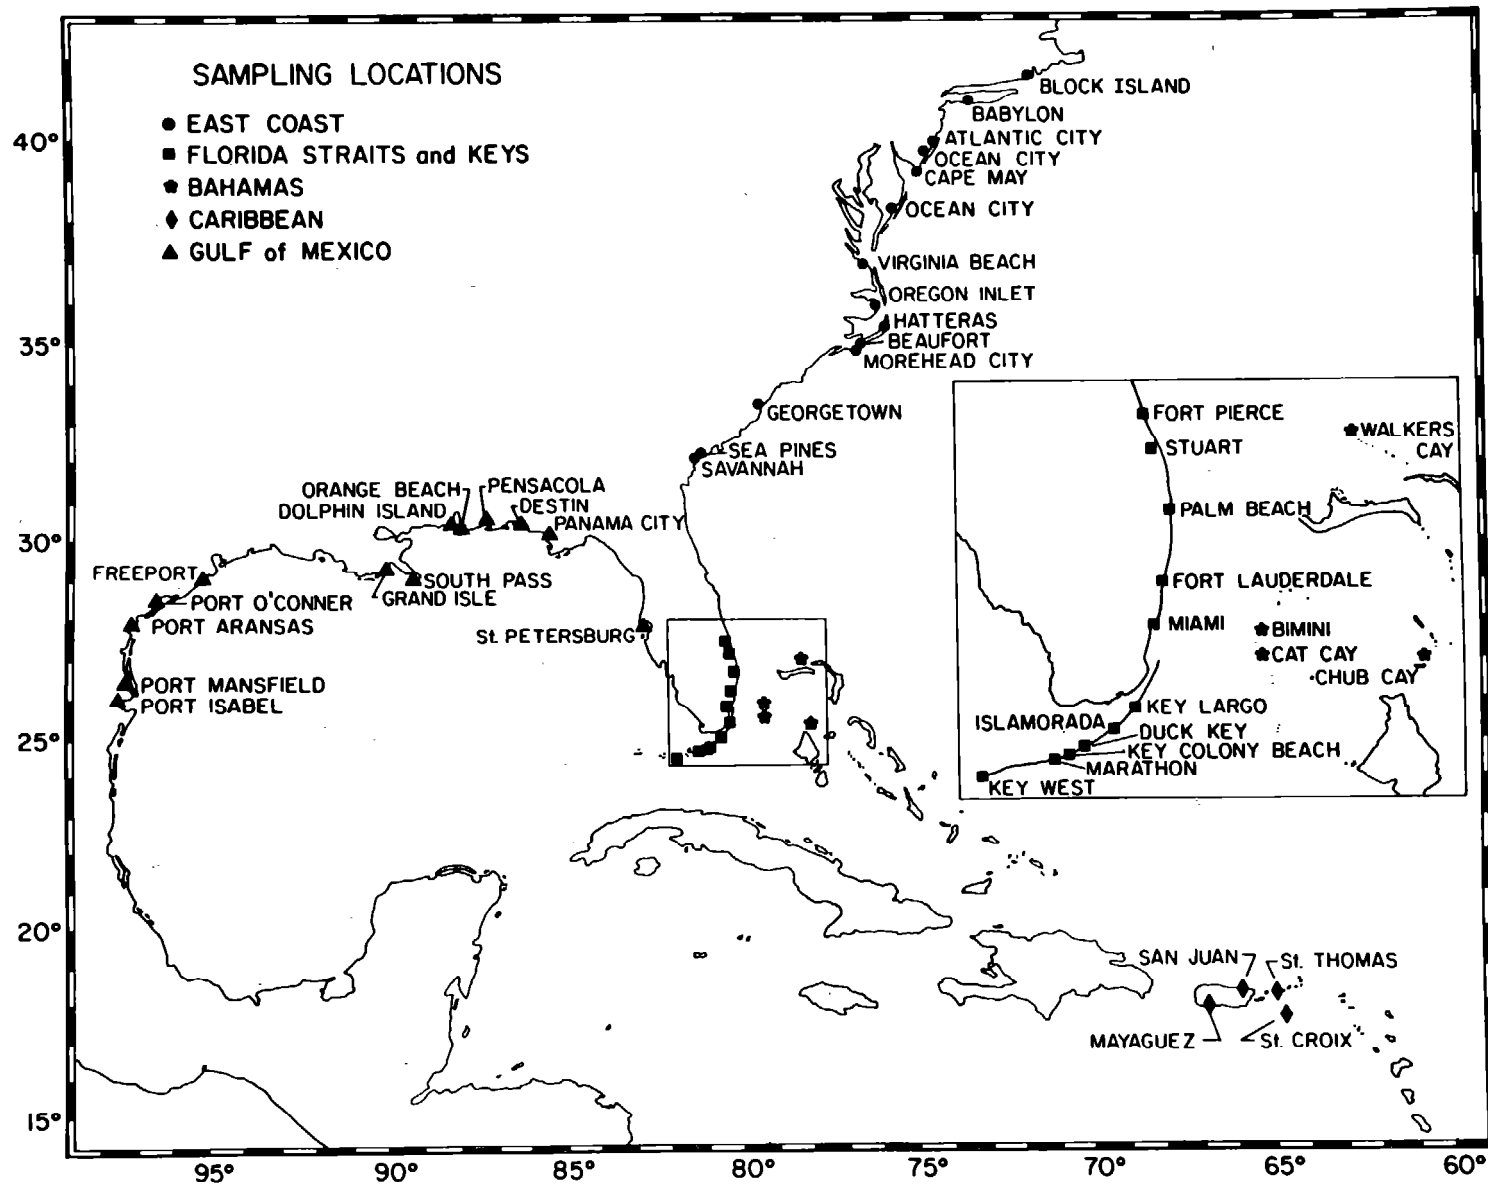 SAMPLING LOCATIONS
EAST COAST
FLORIDA STRAITS and KEYS
BAHAMAS
CARIBBEAN
GULF of MEXICO
BLOCK ISLAND
BABYLON
ATLANTIC CITY
OCEAN CITY
CAPE MAY
OCEAN CITY
VIRGINIA BEACH
OREGON INLET
HATTERAS
BEAUFORT
MOREHEAD CITY
GEORGETOWN
SEA PINES
SAVANNAH
ORANGE BEACH
PENSACOLA
DOLPHIN ISLAND
DESTIN
PANAMA CITY
FREEPORT
SOUTH PASS
GRAND ISLE
PORT O'CONNER
PORT ARANSAS
St. PETERSBURG
PORT MANSFIELD
PORT ISABEL
FORT PIERCE
WALKERS
CAY
STUART
PALM BEACH
FORT LAUDERDALE
MIAMI
BIMINI
CAT CAY
CHUB CAY
KEY LARGO
ISLAMORADA
DUCK KEY
KEY COLONY BEACH
MARATHON
KEY WEST
SAN JUAN
St. THOMAS
MAYAGUEZ
St. CROIX
40°
35°
30°
25°
20°
15°
95°
90°
85°
80°
75°
70°
65°
60°